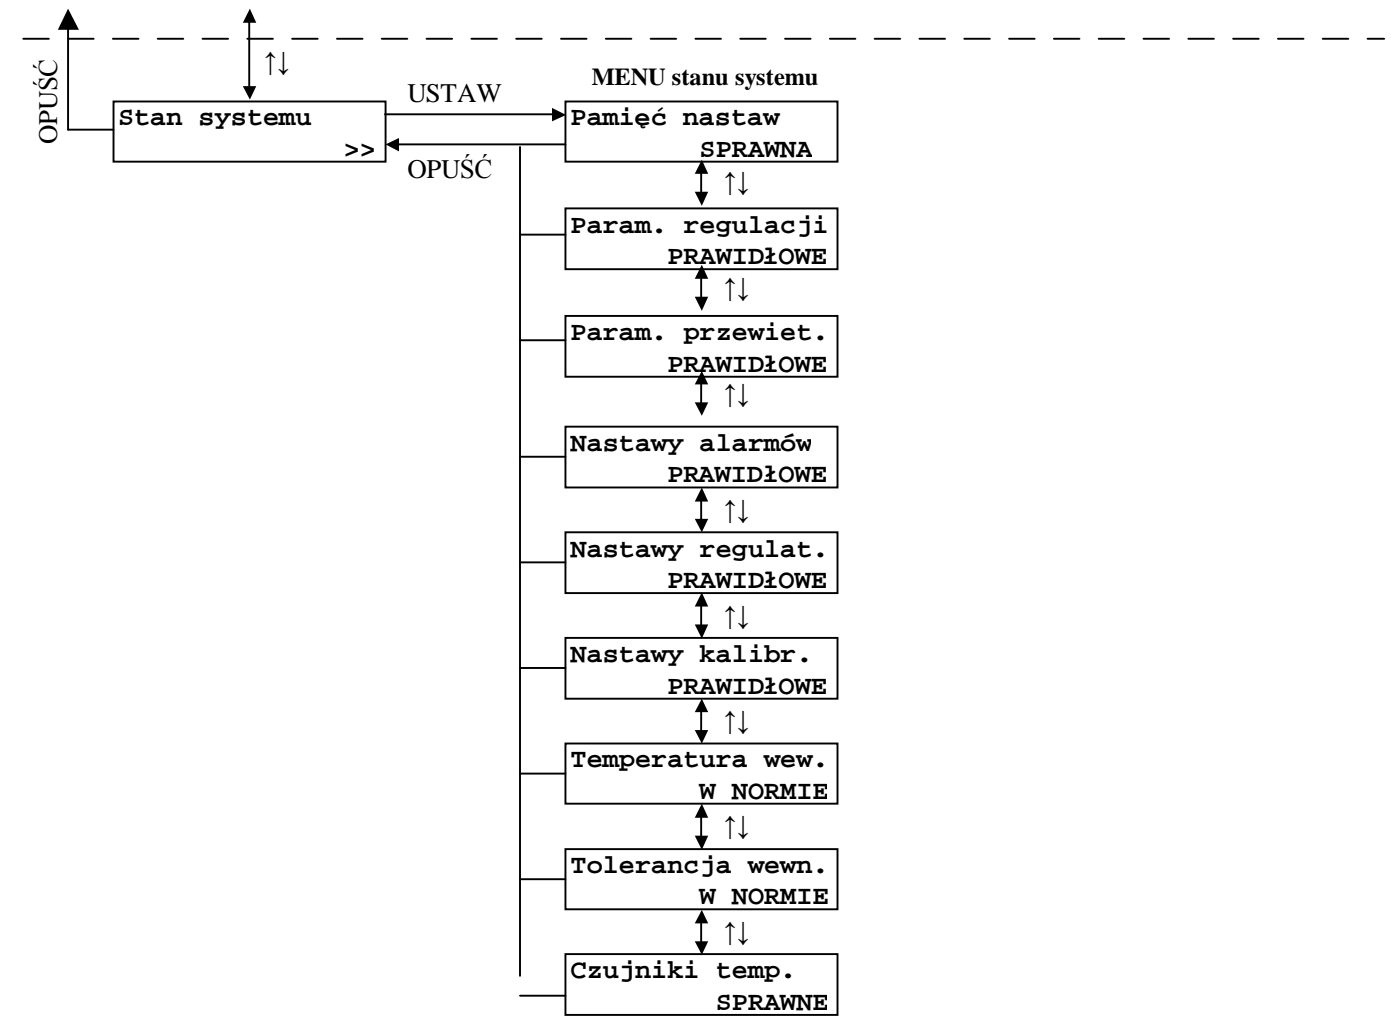 OPUŚĆ
↑↓
MENU stanu systemu
Stan systemu
>>
USTAW
OPUŚĆ
Pamięć nastaw
SPRAWNA
↑↓
Param. regulacji
PRAWIDłOWE
↑↓
Param. przewiet.
PRAWIDłOWE
↑↓
Nastawy alarmów
PRAWIDłOWE
↑↓
Nastawy regulat.
PRAWIDłOWE
↑↓
Nastawy kalibr.
PRAWIDłOWE
↑↓
Temperatura wew.
W NORMIE
↑↓
Tolerancja wewn.
W NORMIE
↑↓
Czujniki temp.
SPRAWNE